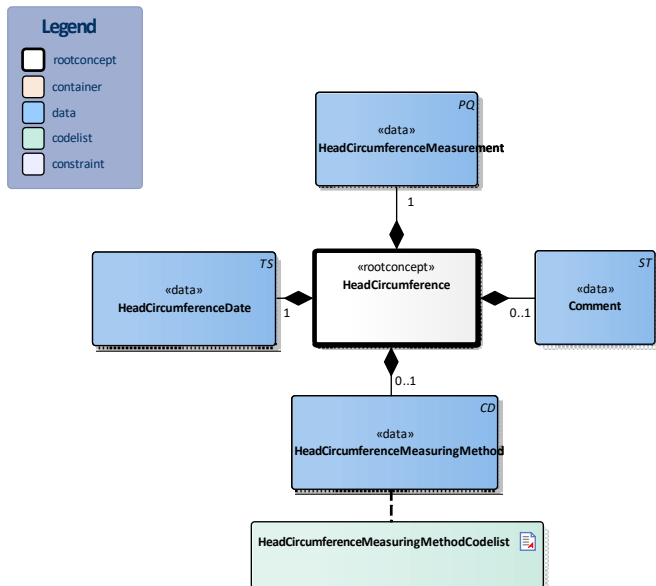 Legend
rootconcept
container
data
codelist
constraint
PQ
«data»
HeadCircumferenceMeasurement
1
TS
«data»
HeadCircumferenceDate
1
«rootconcept»
HeadCircumference
ST
«data»
Comment
0..1
0..1
CD
«data»
HeadCircumferenceMeasuringMethod
HeadCircumferenceMeasuringMethodCodelist